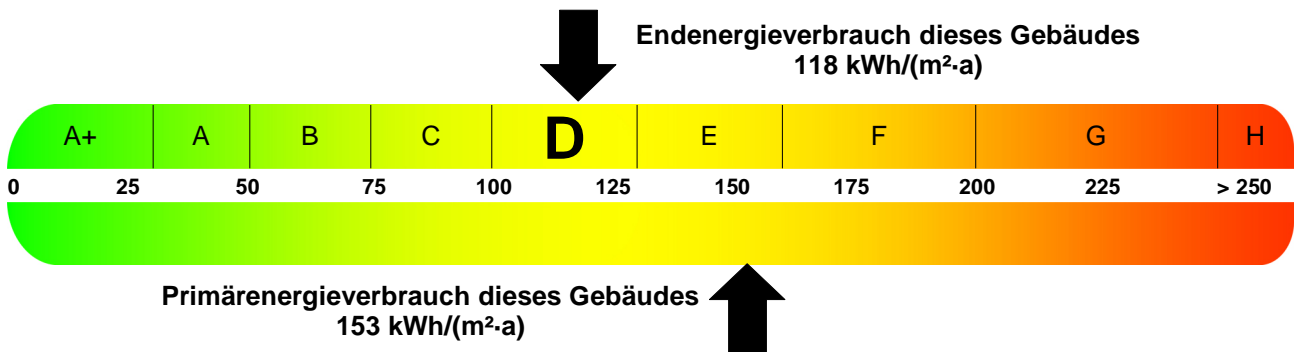 Endenergieverbrauch dieses Gebäudes
118 kWh/(m²·a)
A+ A B C D E F G H
0 25 50 75 100 125 150 175 200 225 > 250
Primärenergieverbrauch dieses Gebäudes
153 kWh/(m²·a)